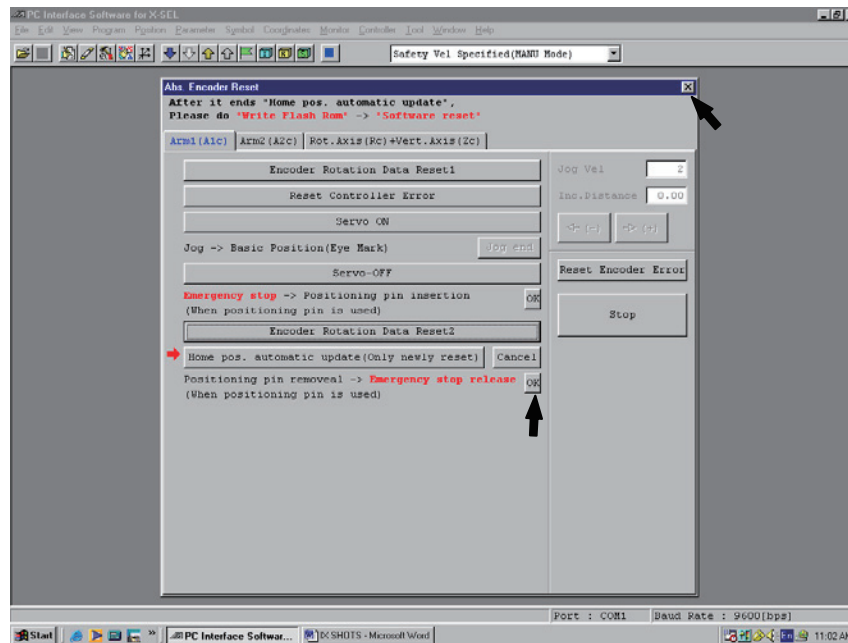 PC Interface Software for X-SEL
File Edit View Program Position Parameter Symbol Coordinates Monitor Controller Tool Window Help
Safety Vel Specified(MANU Mode)
Abs. Encoder Reset
After it ends "Home pos. automatic update",
Please do "Write Flash Rom" -> "Software reset"
Arm1(A1c) Arm2(A2c) Rot.Axis(Rc)+Vert.Axis(Zc)
Encoder Rotation Data Reset1
Reset Controller Error
Servo ON
Jog -> Basic Position(Eye Mark) Jog end
Servo-OFF
Emergency stop -> Positioning pin insertion OK
(When positioning pin is used)
Encoder Rotation Data Reset2
Home pos. automatic update(Only newly reset) Cancel
Positioning pin removeal -> Emergency stop release OK
(When positioning pin is used)
Jog Vel 2
Inc.Distance 0.00
(-) (+)
Reset Encoder Error
Stop
Port : COM1 Baud Rate : 9600[bps]
Start PC Interface Softwar... IX SHOTS - Microsoft Word En 11:02 AM